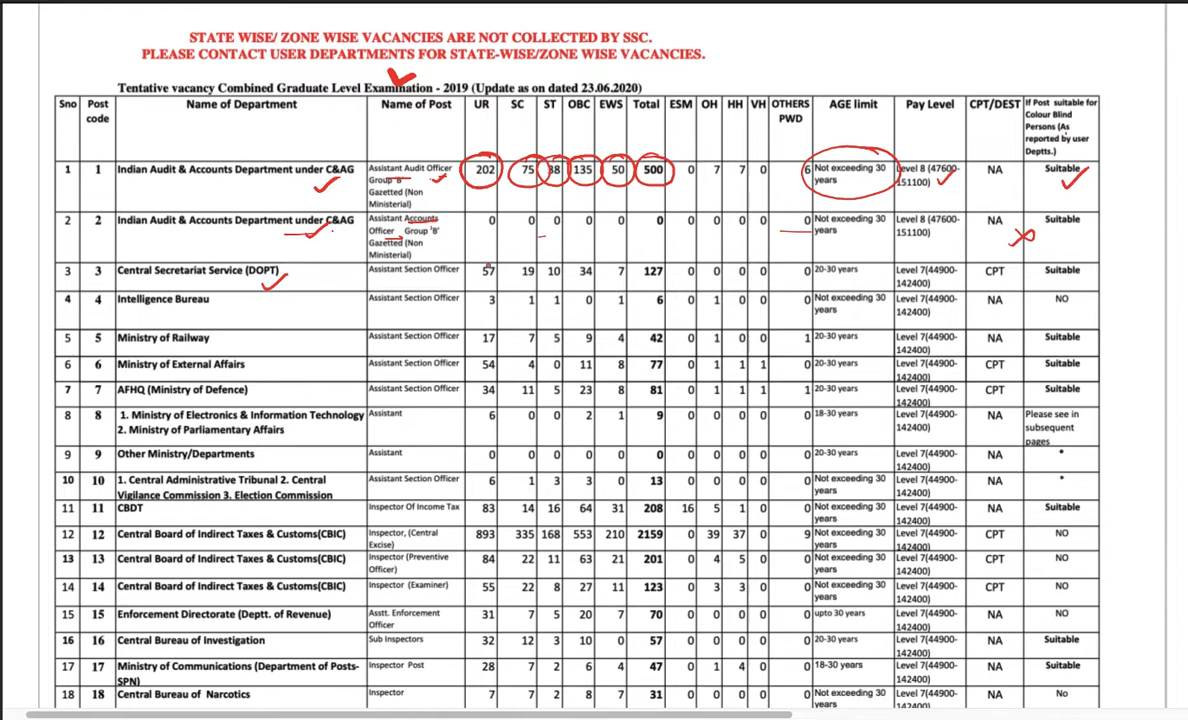 STATE WISE/ ZONE WISE VACANCIES ARE NOT COLLECTED BY SSC.
PLEASE CONTACT USER DEPARTMENTS FOR STATE-WISE/ZONE WISE VACANCIES.
Tentative vacancy Combined Graduate Level Examination - 2019 (Update as on dated 23.06.2020)
Sno Post code Name of Department Name of Post UR SC ST OBC EWS Total ESM OH HH VH OTHERS PWD AGE limit Pay Level CPT/DEST If Post suitable for Colour Blind Persons (As reported by user Deptts.)
1 1 Indian Audit & Accounts Department under C&AG Assistant Audit Officer Group 'B' Gazetted (Non Ministerial) 202 75 38 135 50 500 0 7 7 0 6 Not exceeding 30 years Level 8 (47600-151100) NA Suitable
2 2 Indian Audit & Accounts Department under C&AG Assistant Accounts Officer Group 'B' Gazetted (Non Ministerial) 0 0 0 0 0 0 0 0 0 0 0 Not exceeding 30 years Level 8 (47600-151100) NA Suitable
3 3 Central Secretariat Service (DOPT) Assistant Section Officer 57 19 10 34 7 127 0 0 0 0 0 20-30 years Level 7(44900-142400) CPT Suitable
4 4 Intelligence Bureau Assistant Section Officer 3 1 1 0 1 6 0 1 0 0 0 Not exceeding 30 years Level 7(44900-142400) NA NO
5 5 Ministry of Railway Assistant Section Officer 17 7 5 9 4 42 0 1 0 0 1 20-30 years Level 7(44900-142400) NA Suitable
6 6 Ministry of External Affairs Assistant Section Officer 54 4 0 11 8 77 0 1 1 1 0 20-30 years Level 7(44900-142400) CPT Suitable
7 7 AFHQ (Ministry of Defence) Assistant Section Officer 34 11 5 23 8 81 0 1 1 1 1 20-30 years Level 7(44900-142400) CPT Suitable
8 8 1. Ministry of Electronics & Information Technology 2. Ministry of Parliamentary Affairs Assistant 6 0 0 2 1 9 0 0 0 0 0 18-30 years Level 7(44900-142400) NA Please see in subsequent pages
9 9 Other Ministry/Departments Assistant 0 0 0 0 0 0 0 0 0 0 0 20-30 years Level 7(44900-142400) NA *
10 10 1. Central Administrative Tribunal 2. Central Vigilance Commission 3. Election Commission Assistant Section Officer 6 1 3 3 0 13 0 0 0 0 0 Not exceeding 30 years Level 7(44900-142400) NA *
11 11 CBDT Inspector Of Income Tax 83 14 16 64 31 208 16 5 1 0 0 Not exceeding 30 years Level 7(44900-142400) NA Suitable
12 12 Central Board of Indirect Taxes & Customs(CBIC) Inspector, (Central Excise) 893 335 168 553 210 2159 0 39 37 0 9 Not exceeding 30 years Level 7(44900-142400) CPT NO
13 13 Central Board of Indirect Taxes & Customs(CBIC) Inspector (Preventive Officer) 84 22 11 63 21 201 0 4 5 0 0 Not exceeding 30 years Level 7(44900-142400) CPT NO
14 14 Central Board of Indirect Taxes & Customs(CBIC) Inspector (Examiner) 55 22 8 27 11 123 0 3 3 0 0 Not exceeding 30 years Level 7(44900-142400) CPT NO
15 15 Enforcement Directorate (Deptt. of Revenue) Asstt. Enforcement Officer 31 7 5 20 7 70 0 0 0 0 0 upto 30 years Level 7(44900-142400) NA NO
16 16 Central Bureau of Investigation Sub Inspectors 32 12 3 10 0 57 0 0 0 0 0 20-30 years Level 7(44900-142400) NA Suitable
17 17 Ministry of Communications (Department of Posts-SPN) Inspector Post 28 7 2 6 4 47 0 1 4 0 0 18-30 years Level 7(44900-142400) NA Suitable
18 18 Central Bureau of Narcotics Inspector 7 7 2 8 7 31 0 0 0 0 0 Not exceeding 30 years Level 7(44900-142400) NA No